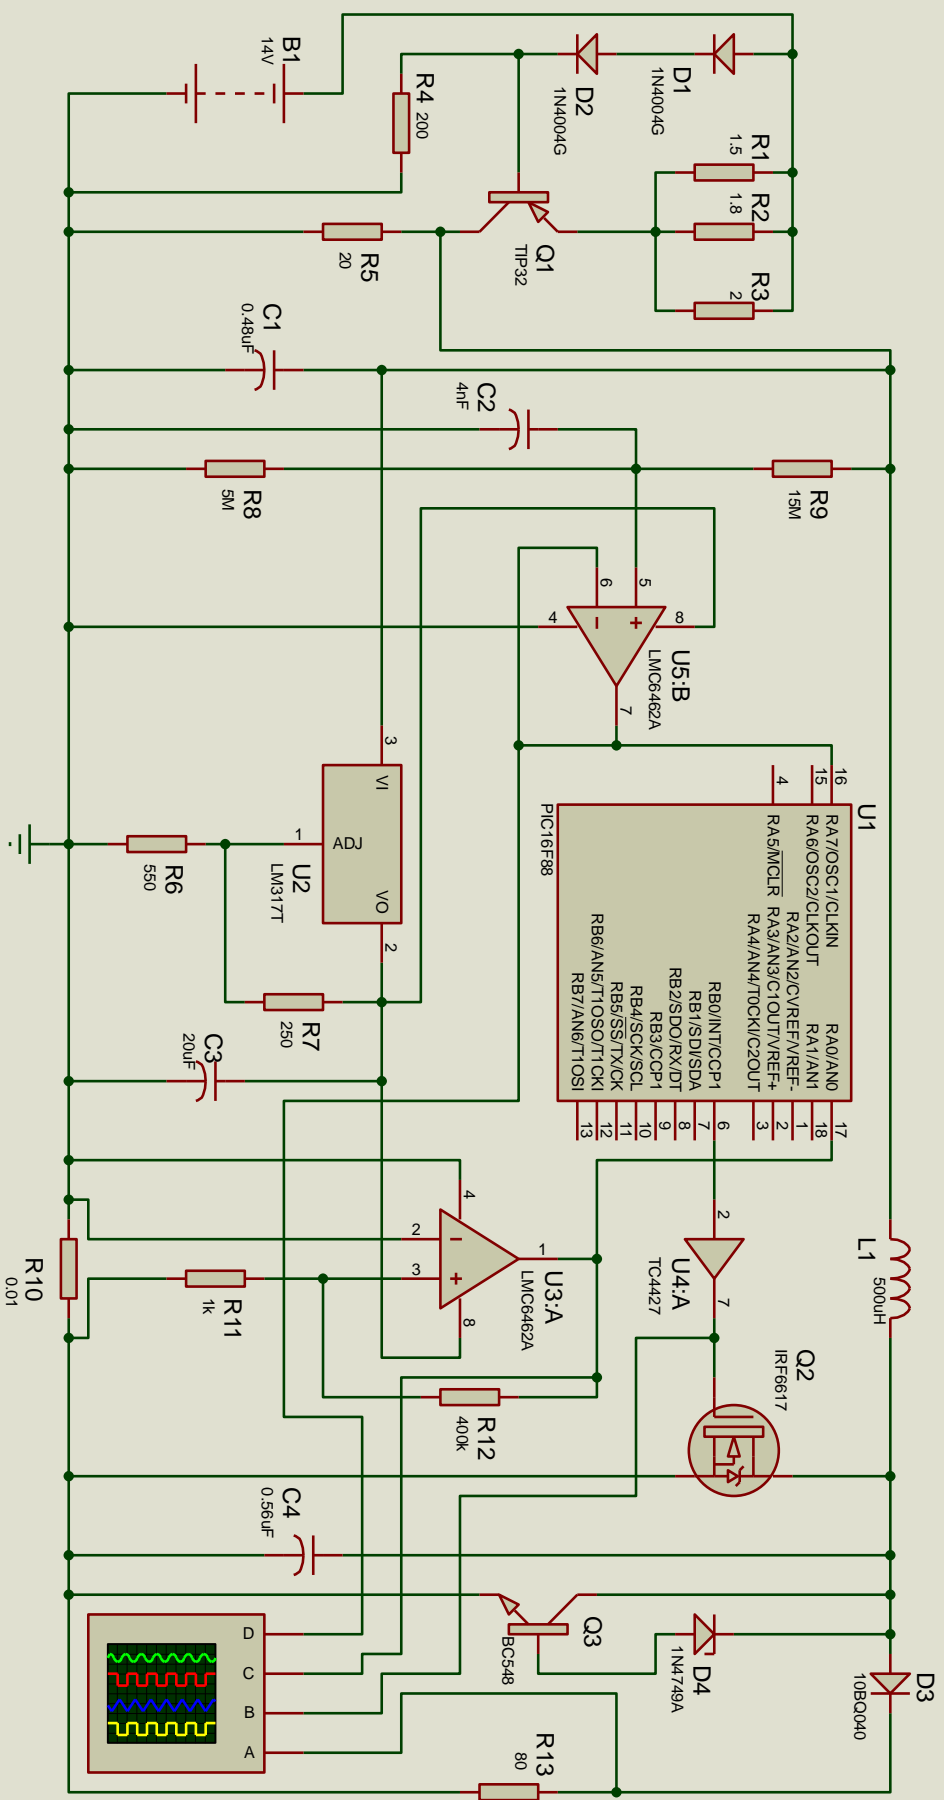 B1
14V
R4
200
D2
1N4004G
D1
1N4004G
R1
1.5
R2
1.8
R3
2
Q1
TIP32
R5
20
C1
0.48uF
C2
4nF
R8
5M
R9
15M
6
5
4
8
7
U5:B
LMC6462A
3
VI
1
ADJ
VO
2
U2
LM317T
R6
550
R7
250
C3
20uF
U1
PIC16F88
16
15
4
RA7/OSC1/CLKIN
RA6/OSC2/CLKOUT
RA5/MCLR
RA0/AN0
RA1/AN1
RA2/AN2/CVREF/VREF-
RA3/AN3/C1OUT/VREF+
RA4/AN4/T0CKI/C2OUT
RB0/INT/CCP1
RB1/SDI/SDA
RB2/SDO/RX/DT
RB3/CCP1
RB4/SCK/SCL
RB5/SS/TX/CK
RB6/AN5/T1OSO/T1CKI
RB7/AN6/T1OSI
17
18
1
2
3
6
7
8
9
10
11
12
13
2
7
U4:A
TC4427
4
2
3
8
1
U3:A
LMC6462A
R10
0.01
R11
1k
R12
400k
L1
500uH
Q2
IRF6617
C4
0.56uF
Q3
BC548
D4
1N4749A
D3
10BQ040
R13
80
D
C
B
A